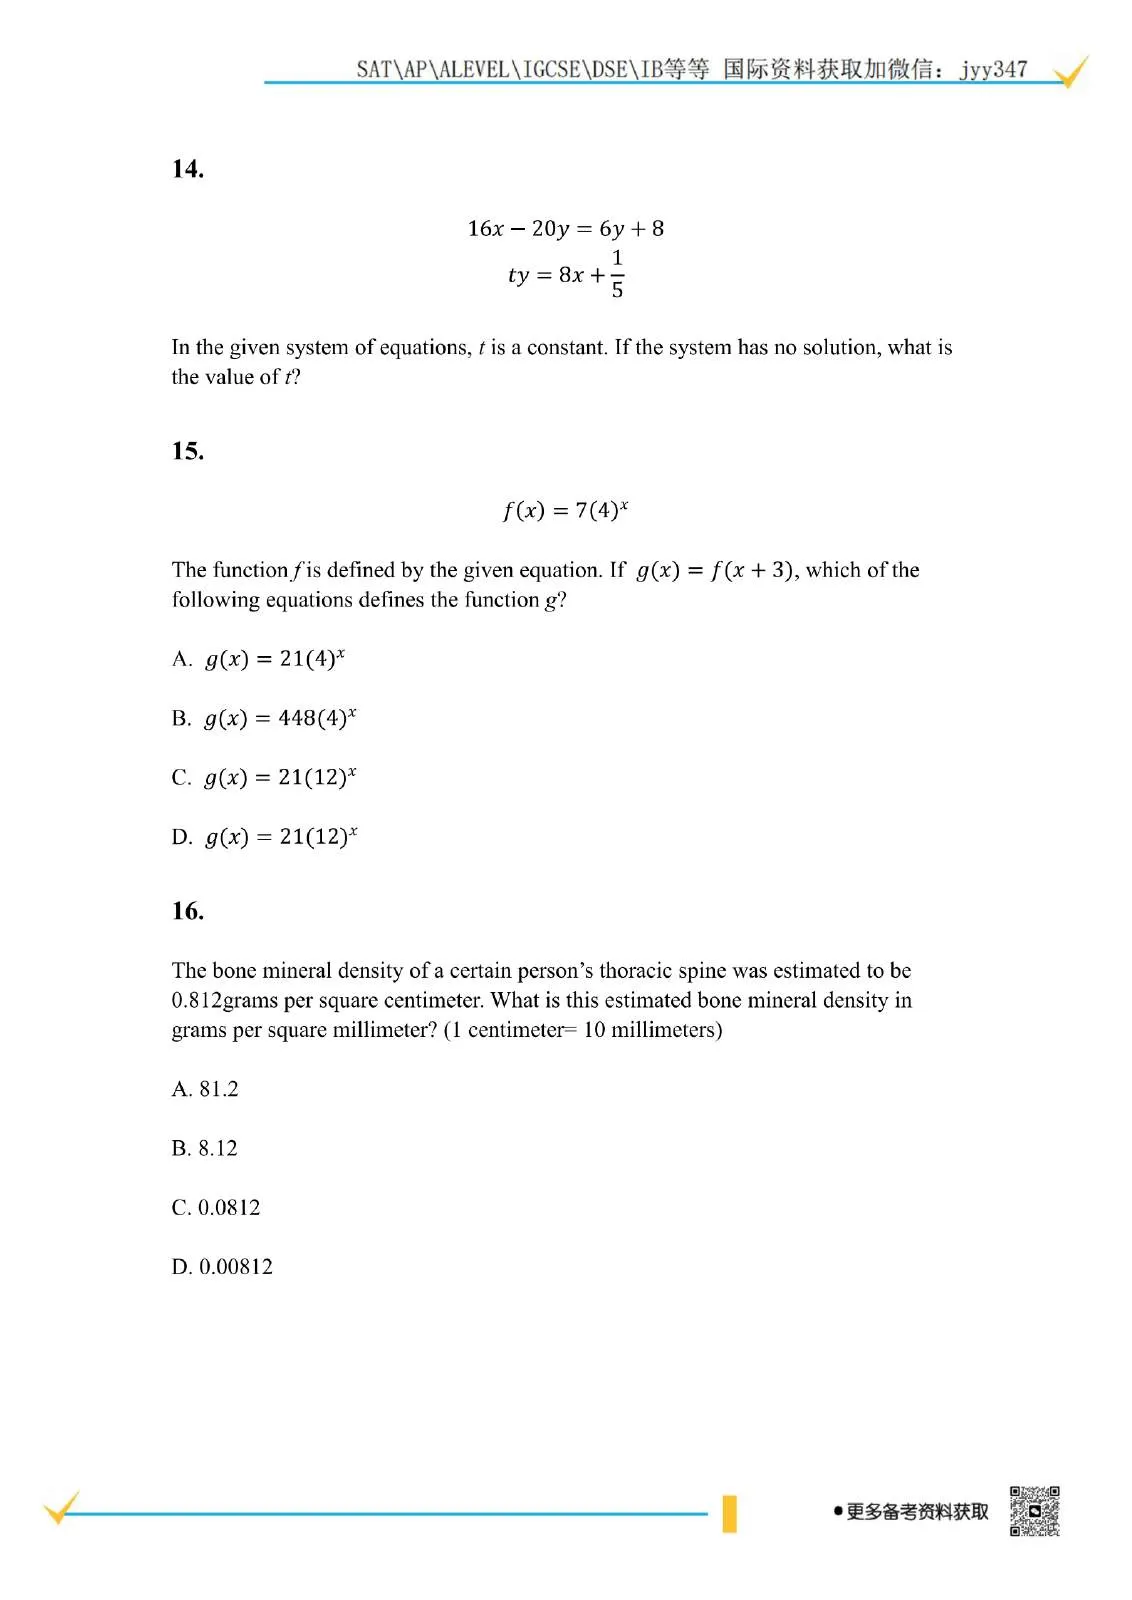 SAT\AP\ALEVEL\IGCSE\DSE\IB等等 国际资料获取加微信：jyy347
14.
16x − 20y = 6y + 8
ty = 8x + 1/5
In the given system of equations, t is a constant. If the system has no solution, what is
the value of t?
15.
f(x) = 7(4)^x
The function f is defined by the given equation. If g(x) = f(x + 3), which of the
following equations defines the function g?
A. g(x) = 21(4)^x
B. g(x) = 448(4)^x
C. g(x) = 21(12)^x
D. g(x) = 21(12)^x
16.
The bone mineral density of a certain person’s thoracic spine was estimated to be
0.812grams per square centimeter. What is this estimated bone mineral density in
grams per square millimeter? (1 centimeter= 10 millimeters)
A. 81.2
B. 8.12
C. 0.0812
D. 0.00812
•更多备考资料获取